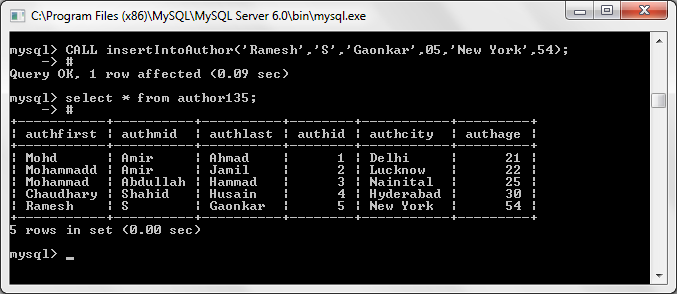 C:\Program Files (x86)\MySQL\MySQL Server 6.0\bin\mysql.exe
mysql> CALL insertIntoAuthor('Ramesh','S','Gaonkar',05,'New York',54);
    -> #
Query OK, 1 row affected (0.09 sec)
mysql> select * from author135;
    -> #
+-----------+----------+----------+--------+-----------+---------+
| authfirst | authmid  | authlast | authid | authcity  | authage |
+-----------+----------+----------+--------+-----------+---------+
| Mohd      | Amir     | Ahmad    |      1 | Delhi     |      21 |
| Mohammadd | Amir     | Jamil    |      2 | Lucknow   |      22 |
| Mohammad  | Abdullah | Hammad   |      3 | Nainital  |      25 |
| Chaudhary | Shahid   | Husain   |      4 | Hyderabad |      30 |
| Ramesh    | S        | Gaonkar  |      5 | New York  |      54 |
+-----------+----------+----------+--------+-----------+---------+
5 rows in set (0.00 sec)
mysql> _